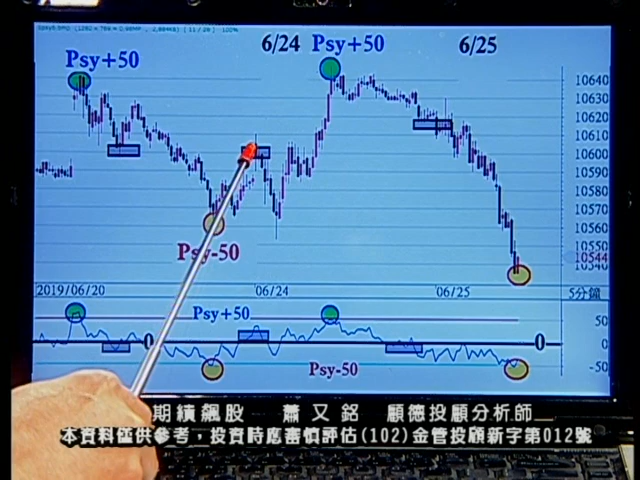 6/24 Psy+50 6/25
Psy+50
10640
10630
10620
10610
10600
10590
10580
10570
10560
10550
10544
10540
Psy-50
2019/06/20 06/24 06/25 5分鐘
Psy+50
50
0 0 0
-50
Psy-50
期績飆股 蕭又銘 顧德投顧分析師
本資料僅供參考，投資時應審慎評估(102)金管投顧新字第012號